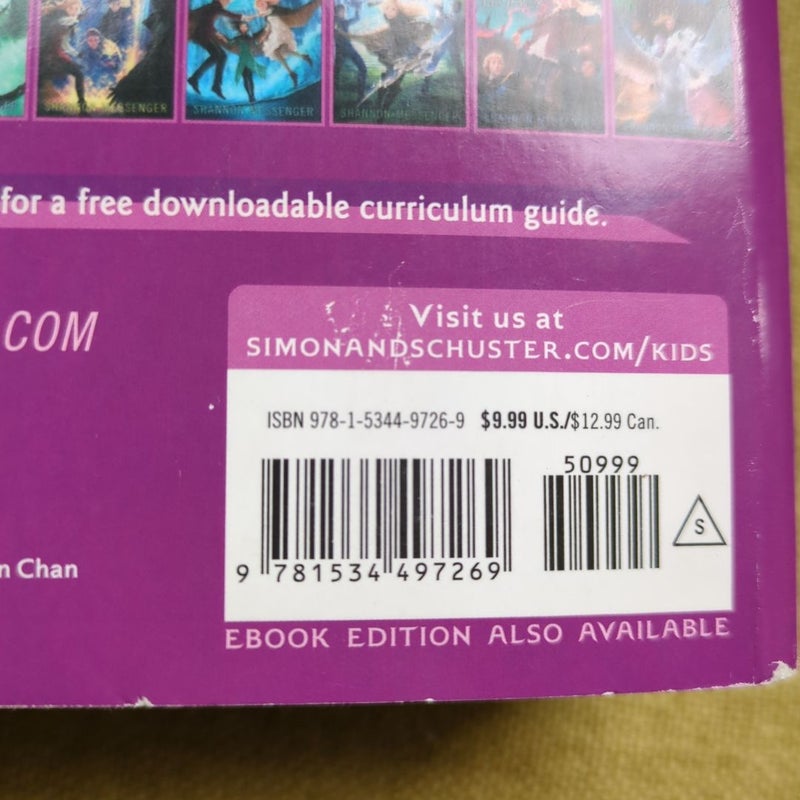 SHANNON MESSENGER
SHANNON MESSENGER
SHANNON MESSENGER
SHANNON
for a free downloadable curriculum guide.
.COM
Visit us at
SIMONANDSCHUSTER.COM/KIDS
ISBN 978-1-5344-9726-9 $9.99 U.S./$12.99 Can.
50999
S
9 781534 497269
n Chan
EBOOK EDITION ALSO AVAILABLE